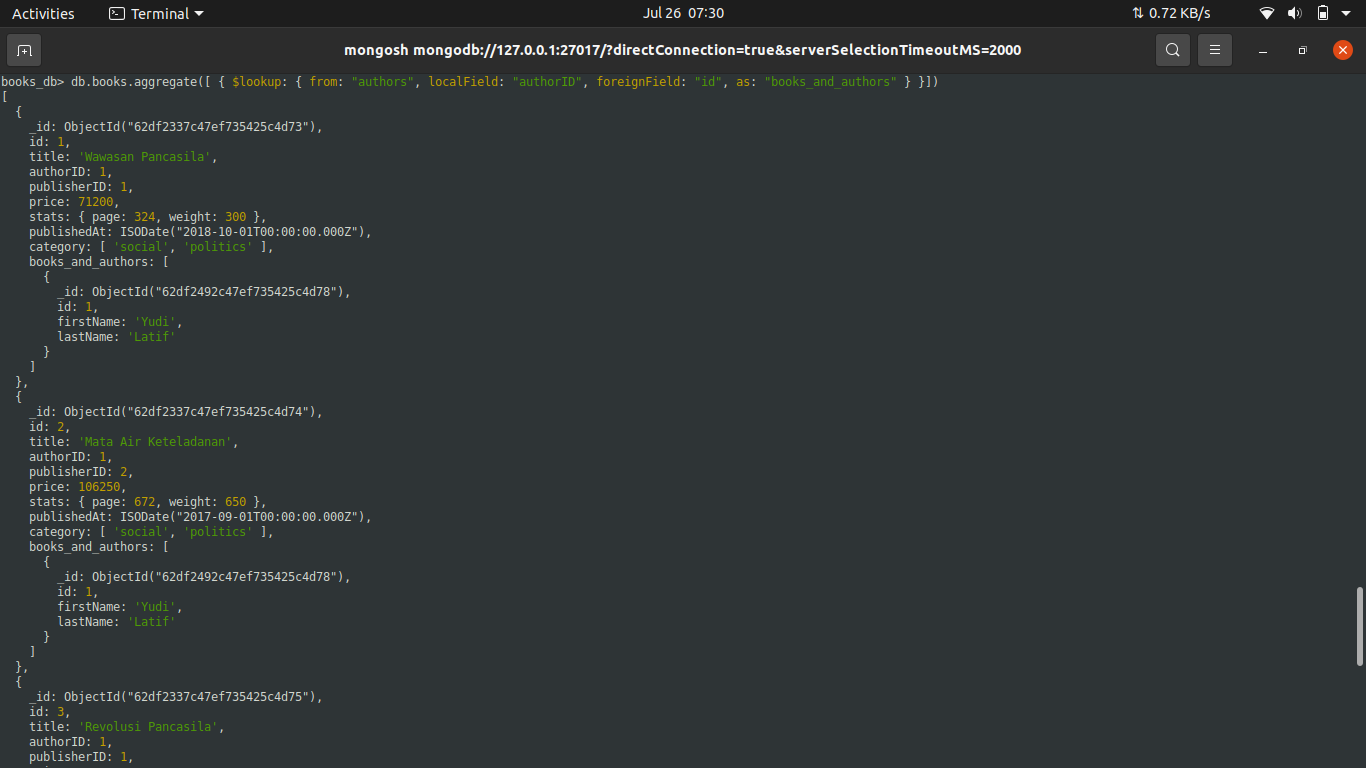 Activities Terminal Jul 26 07:30 0.72 KB/s
mongosh mongodb://127.0.0.1:27017/?directConnection=true&serverSelectionTimeoutMS=2000
books_db> db.books.aggregate([ { $lookup: { from: "authors", localField: "authorID", foreignField: "id", as: "books_and_authors" } }])
[
  {
    _id: ObjectId("62df2337c47ef735425c4d73"),
    id: 1,
    title: 'Wawasan Pancasila',
    authorID: 1,
    publisherID: 1,
    price: 71200,
    stats: { page: 324, weight: 300 },
    publishedAt: ISODate("2018-10-01T00:00:00.000Z"),
    category: [ 'social', 'politics' ],
    books_and_authors: [
      {
        _id: ObjectId("62df2492c47ef735425c4d78"),
        id: 1,
        firstName: 'Yudi',
        lastName: 'Latif'
      }
    ]
  },
  {
    _id: ObjectId("62df2337c47ef735425c4d74"),
    id: 2,
    title: 'Mata Air Keteladanan',
    authorID: 1,
    publisherID: 2,
    price: 106250,
    stats: { page: 672, weight: 650 },
    publishedAt: ISODate("2017-09-01T00:00:00.000Z"),
    category: [ 'social', 'politics' ],
    books_and_authors: [
      {
        _id: ObjectId("62df2492c47ef735425c4d78"),
        id: 1,
        firstName: 'Yudi',
        lastName: 'Latif'
      }
    ]
  },
  {
    _id: ObjectId("62df2337c47ef735425c4d75"),
    id: 3,
    title: 'Revolusi Pancasila',
    authorID: 1,
    publisherID: 1,